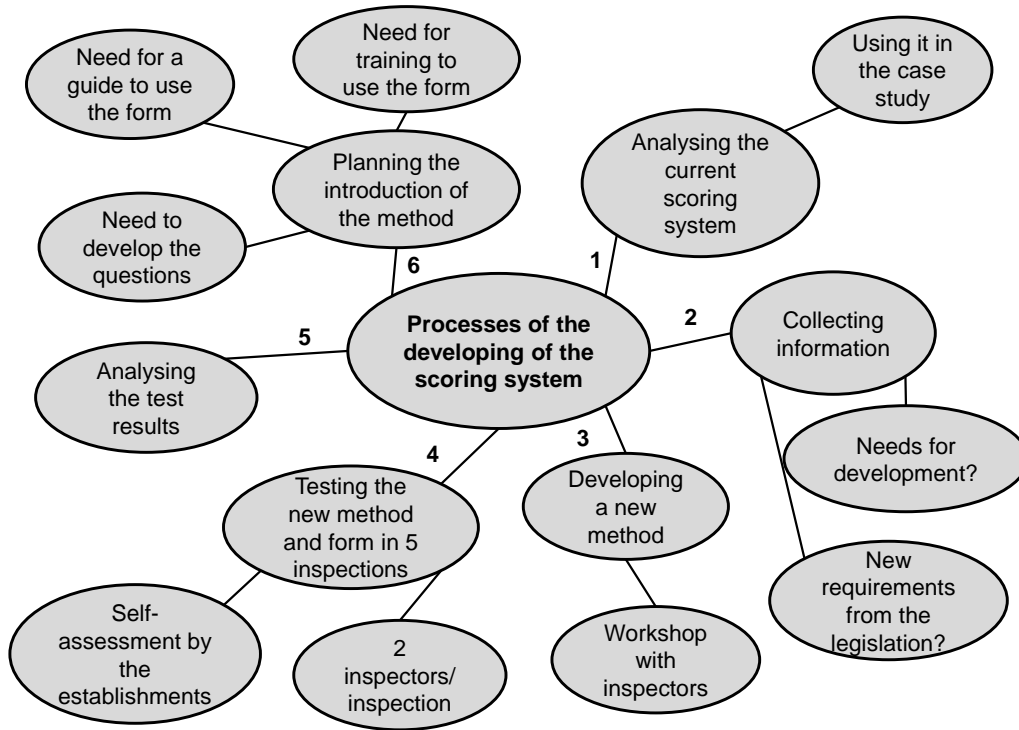 Need for a
guide to use
the form
Need for
training to
use the form
Using it in
the case
study
Planning the
introduction of
the method
Analysing the
current
scoring
system
Need to
develop the
questions
6
1
Processes of the
developing of the
scoring system
2
Collecting
information
5
Analysing
the test
results
Needs for
development?
4
3
Testing the
new method
and form in 5
inspections
Developing
a new
method
New
requirements
from the
legislation?
Self-
assessment by
the
establishments
2
inspectors/
inspection
Workshop
with
inspectors